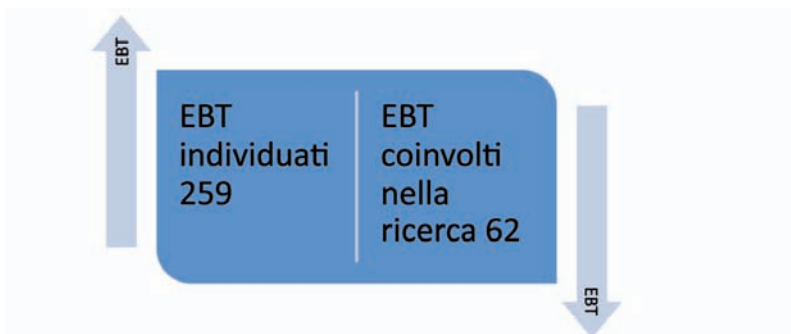 EBT
EBT
individuati
259
EBT
coinvolti
nella
ricerca 62
EBT